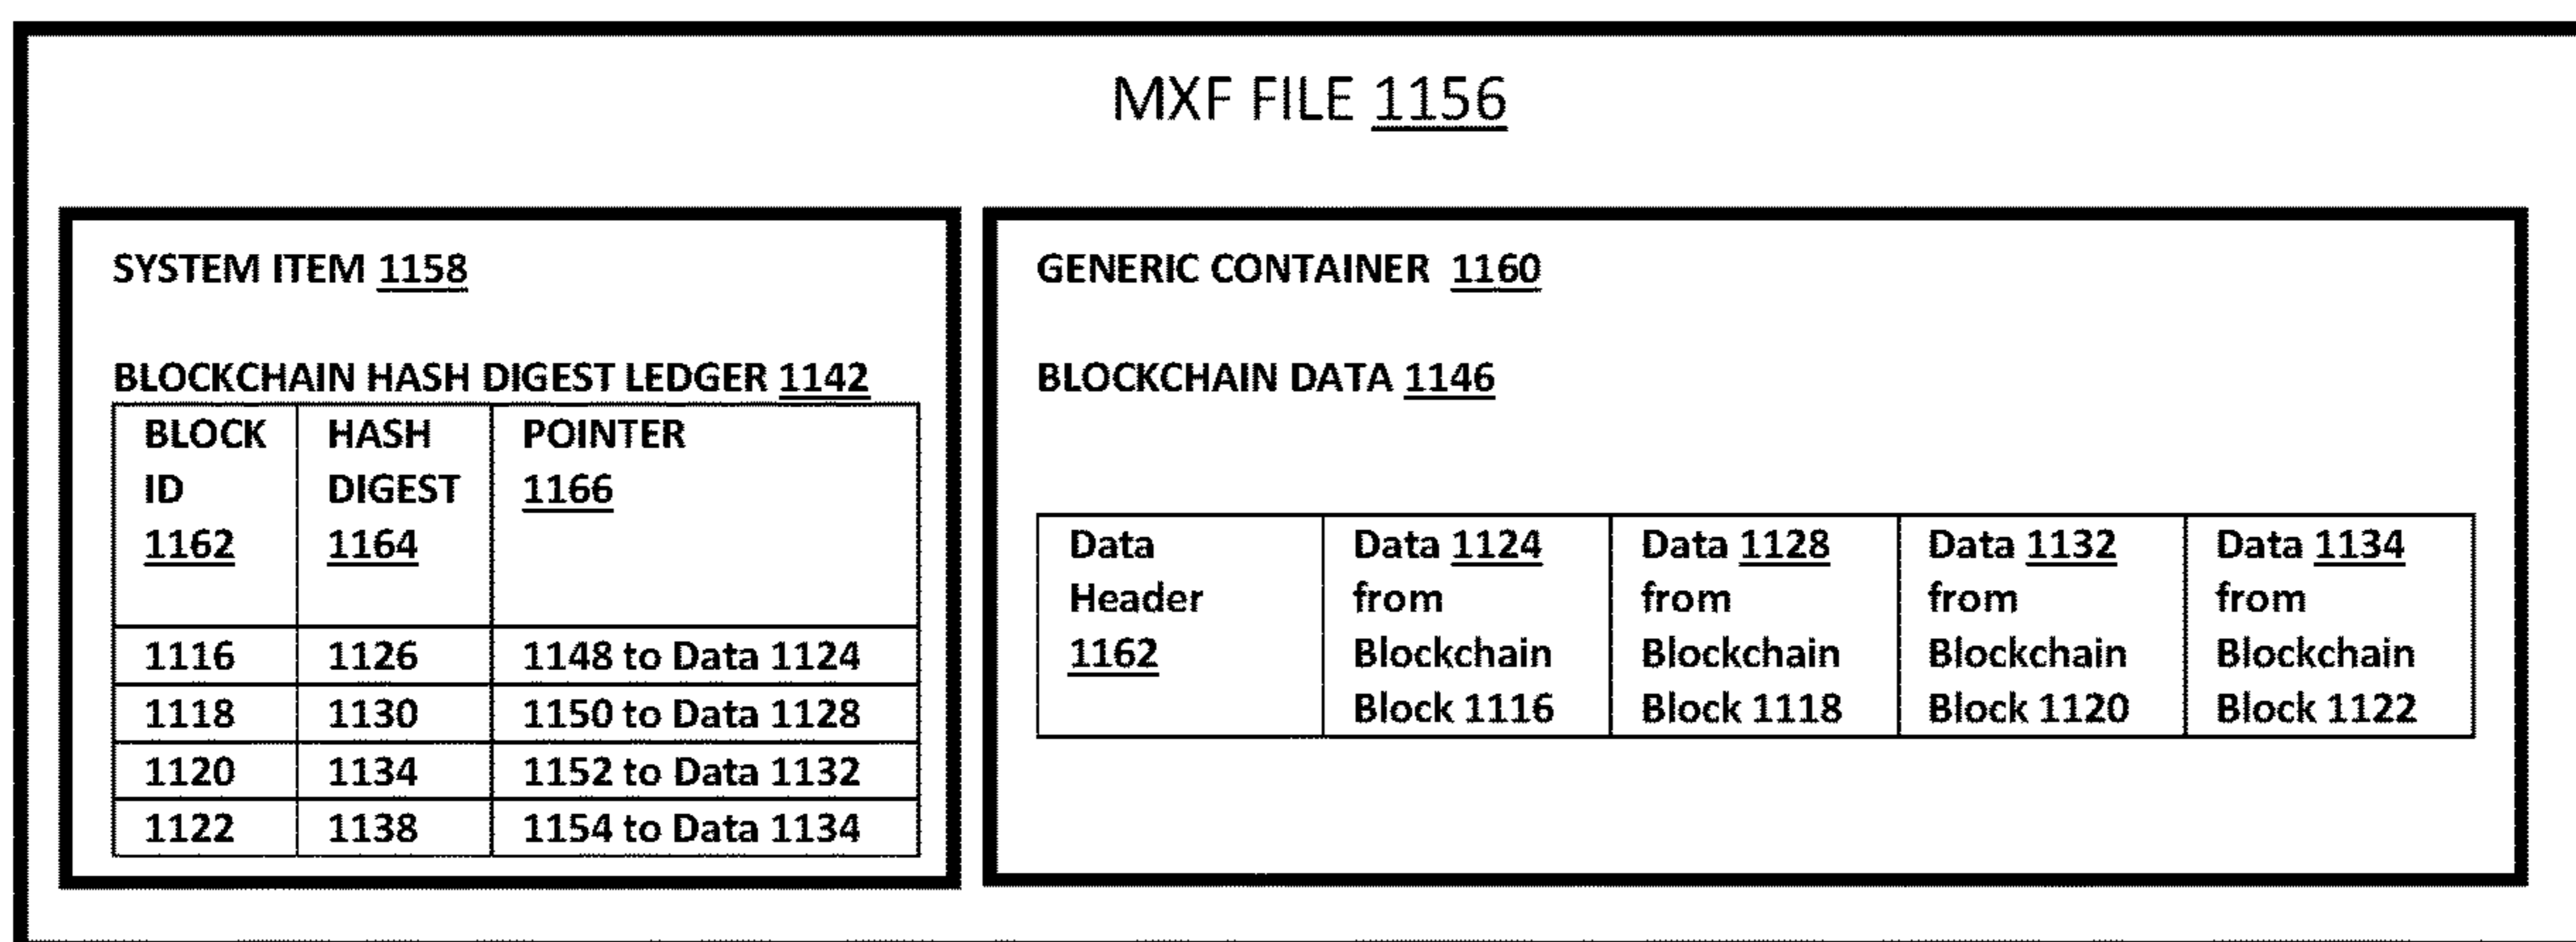 MXF FILE 1156
SYSTEM ITEM 1158
BLOCKCHAIN HASH DIGEST LEDGER 1142
BLOCK HASH POINTER
ID DIGEST 1166
1162 1164
1116 1126 1148 to Data 1124
1118 1130 1150 to Data 1128
1120 1134 1152 to Data 1132
1122 1138 1154 to Data 1134
GENERIC CONTAINER 1160
BLOCKCHAIN DATA 1146
Data Data 1124 Data 1128 Data 1132 Data 1134
Header from from from from
1162 Blockchain Blockchain Blockchain Blockchain
Block 1116 Block 1118 Block 1120 Block 1122